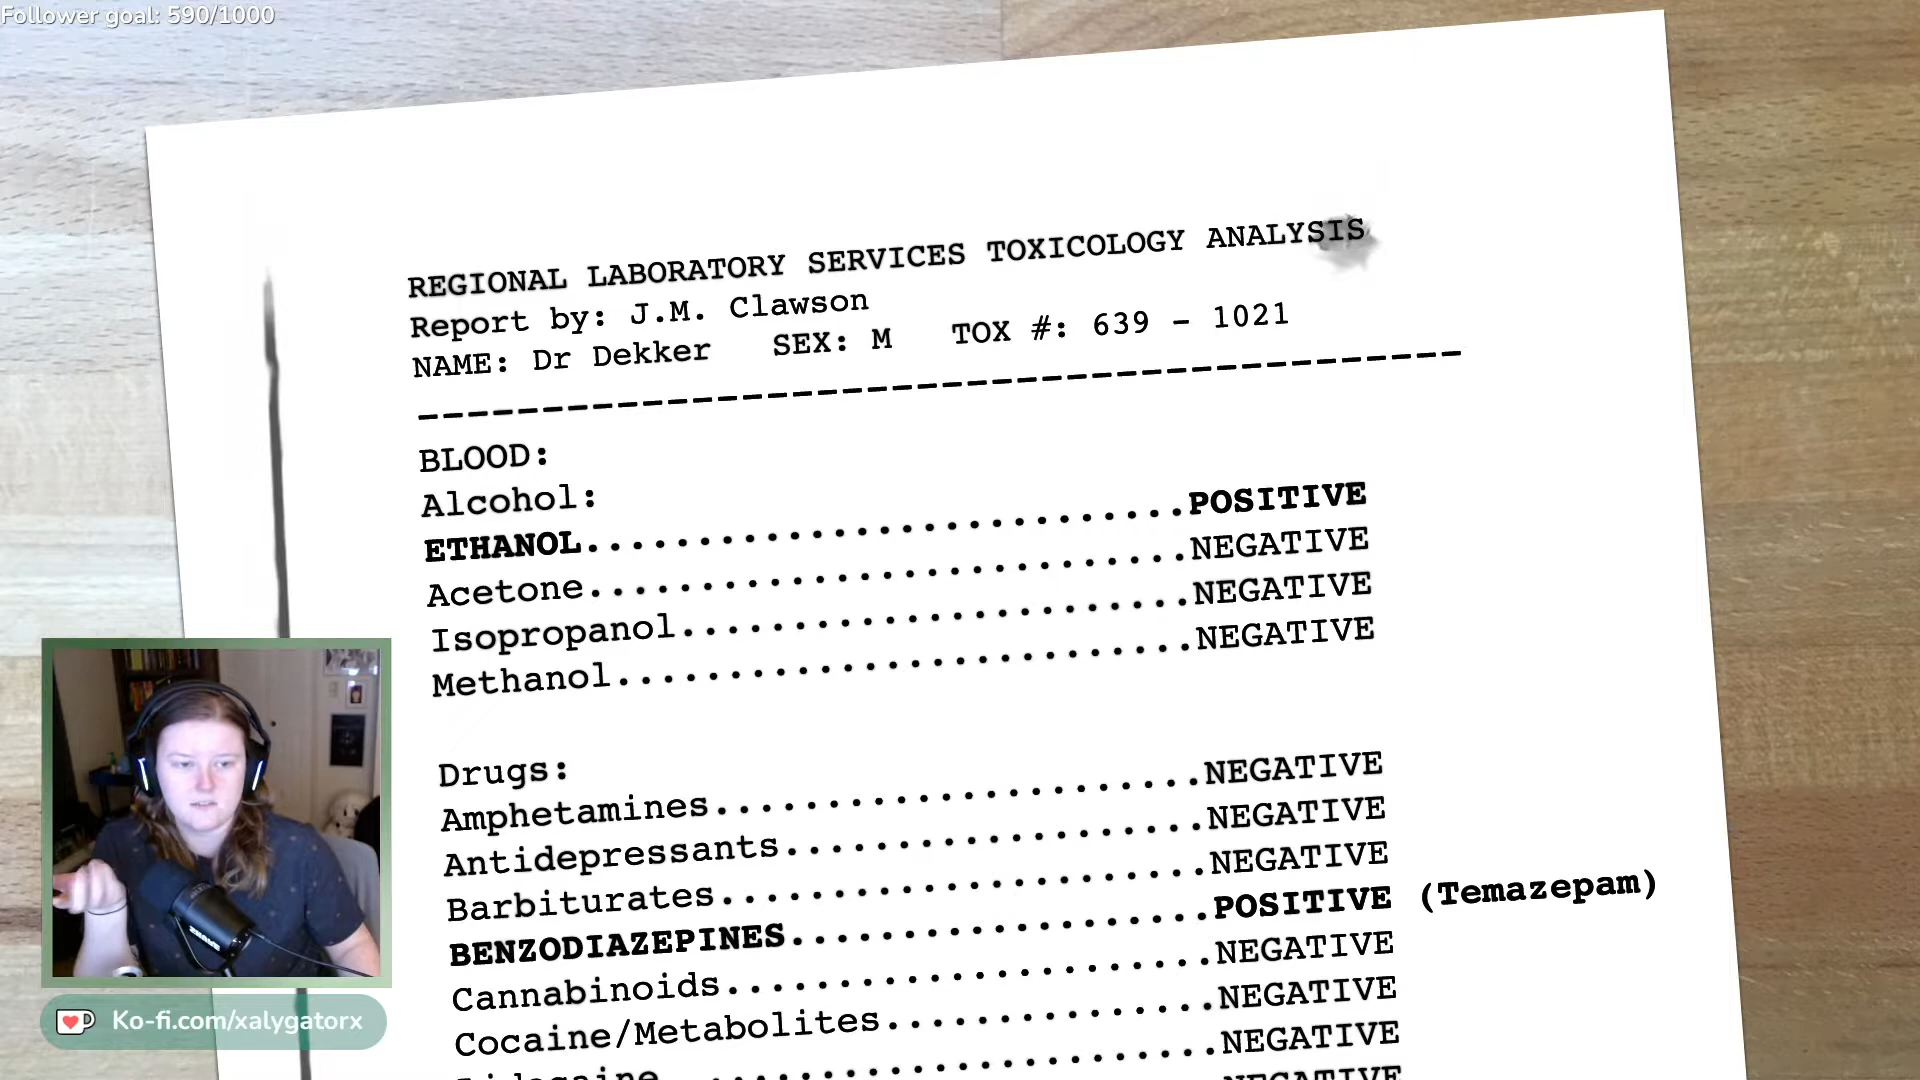 Follower goal: 590/1000
REGIONAL LABORATORY SERVICES TOXICOLOGY ANALYSIS
Report by: J.M. Clawson
NAME: Dr Dekker SEX: M TOX #: 639 - 1021
------------------------------------------
BLOOD:
Alcohol:
ETHANOL...........................POSITIVE
Acetone...........................NEGATIVE
Isopropanol.......................NEGATIVE
Methanol..........................NEGATIVE
Drugs:
Amphetamines......................NEGATIVE
Antidepressants...................NEGATIVE
Barbiturates......................NEGATIVE
BENZODIAZEPINES...................POSITIVE (Temazepam)
Cannabinoids......................NEGATIVE
Cocaine/Metabolites...............NEGATIVE
NEGATIVE
NEGATIVE
Ko-fi.com/xalygatorx